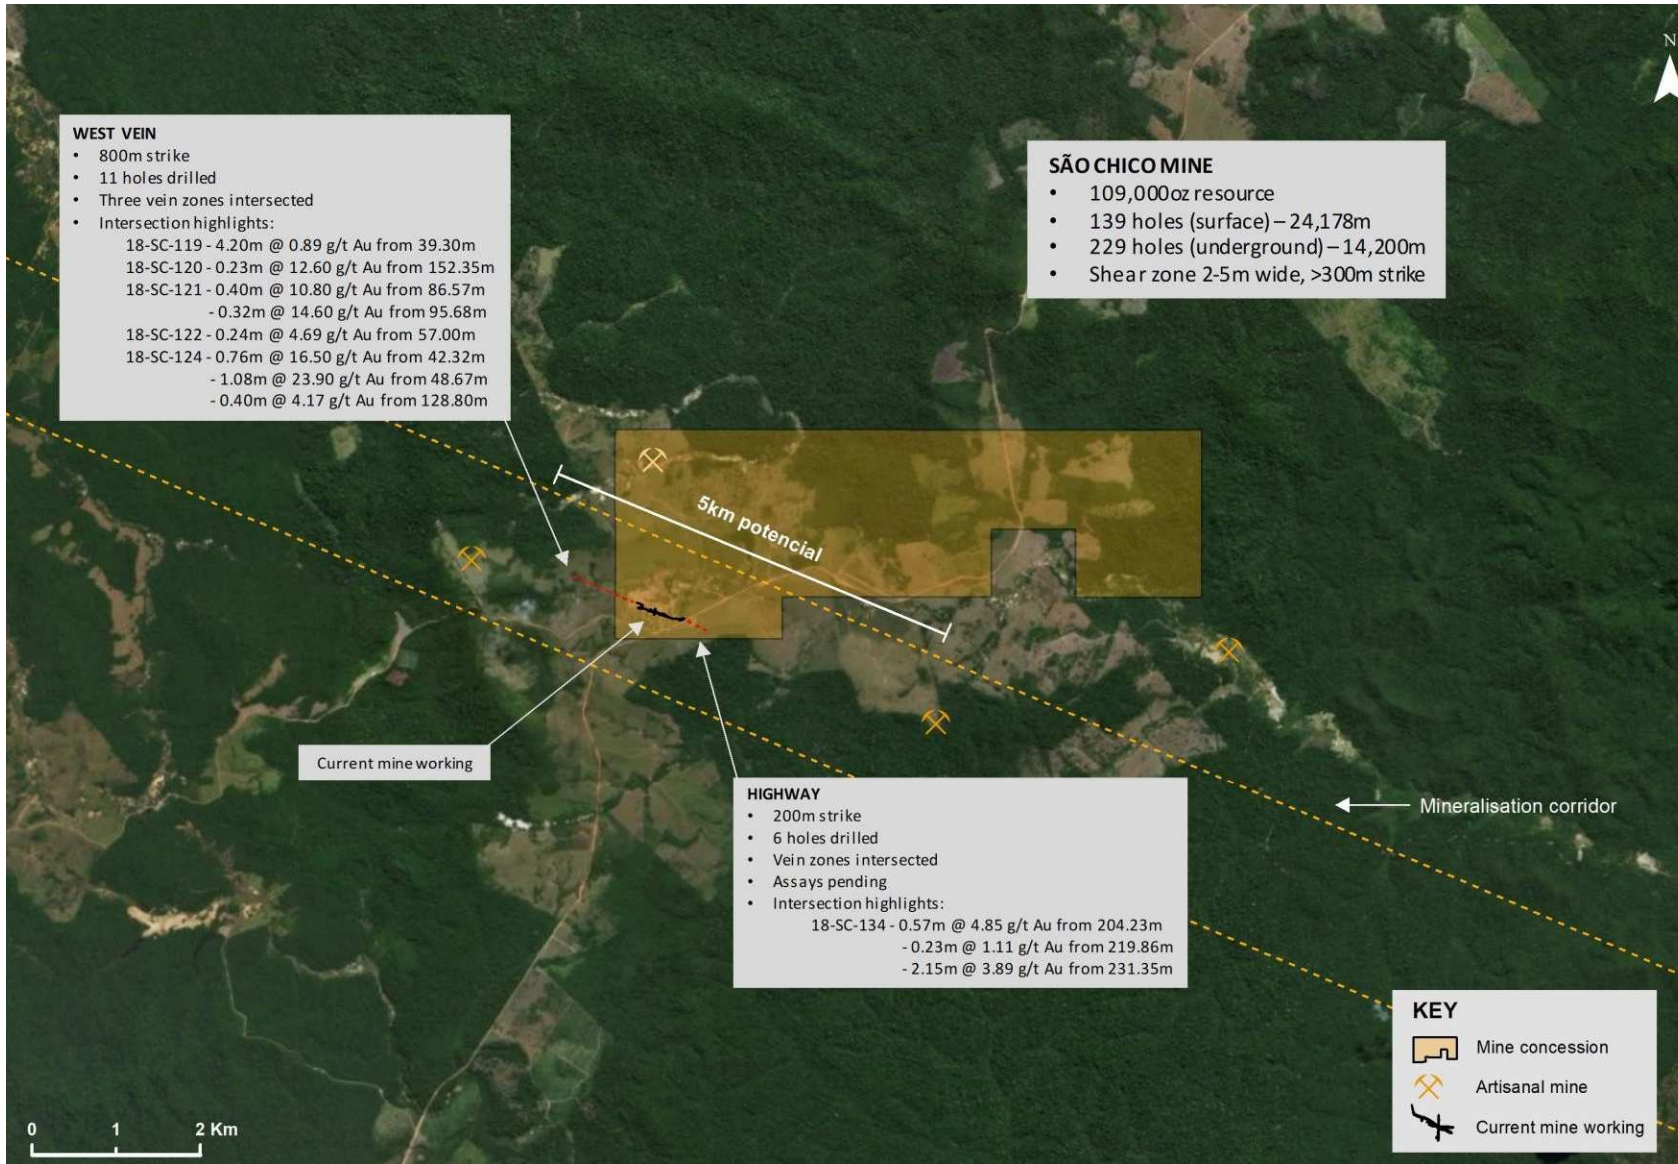 N
WEST VEIN
• 800m strike
• 11 holes drilled
• Three vein zones intersected
• Intersection highlights:
18-SC-119 - 4.20m @ 0.89 g/t Au from 39.30m
18-SC-120 - 0.23m @ 12.60 g/t Au from 152.35m
18-SC-121 - 0.40m @ 10.80 g/t Au from 86.57m
- 0.32m @ 14.60 g/t Au from 95.68m
18-SC-122 - 0.24m @ 4.69 g/t Au from 57.00m
18-SC-124 - 0.76m @ 16.50 g/t Au from 42.32m
- 1.08m @ 23.90 g/t Au from 48.67m
- 0.40m @ 4.17 g/t Au from 128.80m
SÃO CHICO MINE
• 109,000oz resource
• 139 holes (surface) – 24,178m
• 229 holes (underground) – 14,200m
• Shear zone 2-5m wide, >300m strike
5km potencial
Current mine working
HIGHWAY
• 200m strike
• 6 holes drilled
• Vein zones intersected
• Assays pending
• Intersection highlights:
18-SC-134 - 0.57m @ 4.85 g/t Au from 204.23m
- 0.23m @ 1.11 g/t Au from 219.86m
- 2.15m @ 3.89 g/t Au from 231.35m
Mineralisation corridor
KEY
Mine concession
Artisanal mine
Current mine working
0 1 2 Km